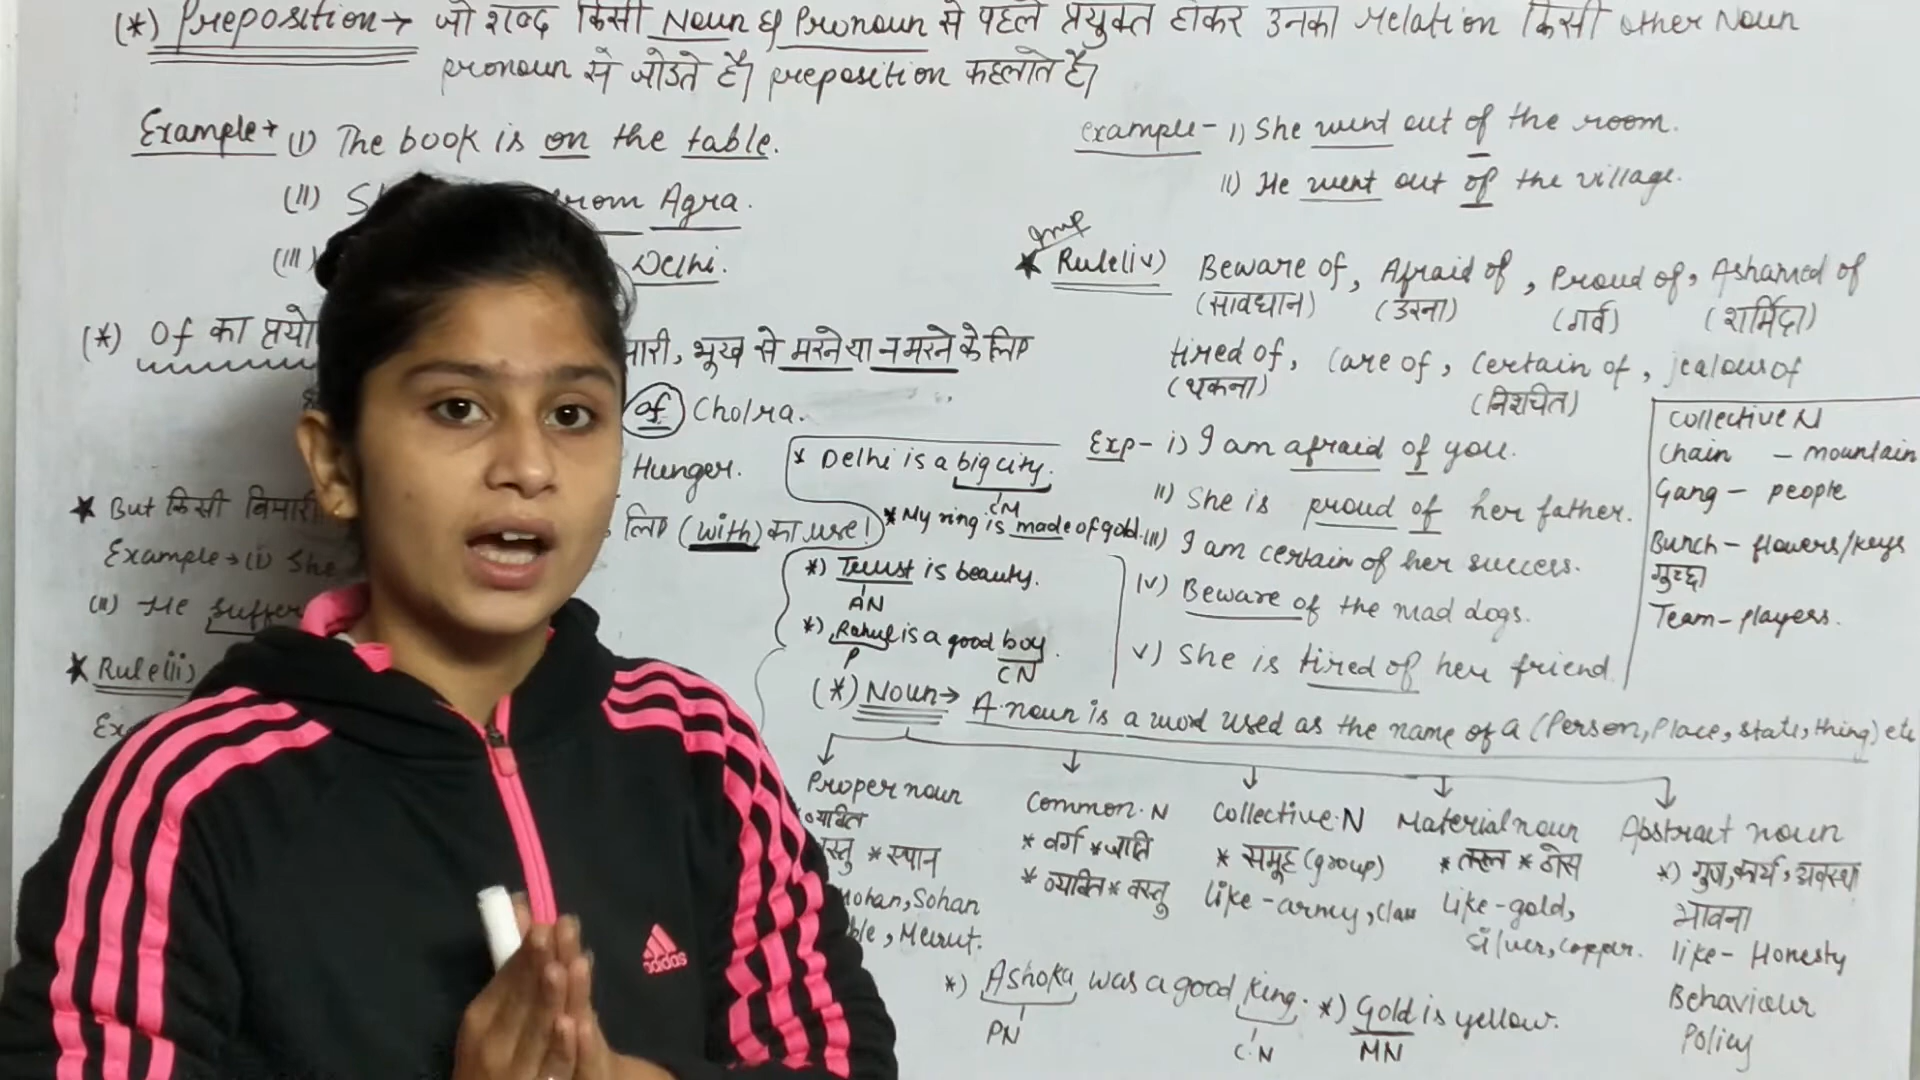 (*) Preposition→ जो शब्द किसी Noun & Pronoun से पहले प्रयुक्त होकर उनका relation किसी other Noun
pronoun से जोडते है। preposition कहलाते है।
Example→ (I) The book is on the table.
(II) S from Agra.
(III) Delhi.
(*) Of का प्रयो
मारी, भूख से मरने या न मरने के लिए
of Cholra.
Hunger.
★ But किसी बिमारी
के लिए (with) का use!
Example→ (i) She
(ii) He suffer
★ Rule(iii)
Ex
example- i) She went out of the room.
ii) He went out of the village.
Imp
★ Rule(iv) Beware of, Afraid of, Proud of, Ashamed of
(सावधान) (डरना) (गर्व) (शर्मिंदा)
tired of, Care of, Certain of, jealous of
(थकना) (निश्चित)
Exp- i) I am afraid of you.
ii) She is proud of her father.
iii) I am certain of her success.
iv) Beware of the mad dogs.
v) She is tired of her friend.
Collective N
Chain - mountain
Gang - people
Bunch - flowers/keys
गुच्छा
Team - players.
* Delhi is a big city.
CM
* My ring is made of gold.
*) Trust is beauty.
AN
*) Rahul is a good boy.
P CN
(*) Noun→ A noun is a word used as the name of a (Person, Place, state, thing) etc
Proper noun
व्यक्ति
वस्तु * स्थान
Mohan, Sohan
ble, Meirut.
Common. N
* वर्ग * जाति
* व्यक्ति * वस्तु
Collective. N
* समूह (group)
like - army, Class
Material noun
* तरल * ठोस
like - gold,
silver, copper.
Abstract noun
*) गुण, कार्य, अवस्था
भावना
like - Honesty
Behaviour
Policy
*) Ashoka was a good king.
PN C.N
*) Gold is yellow.
MN
adidas